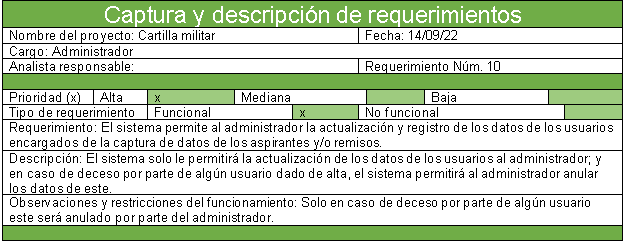 Captura y descripción de requerimientos
Nombre del proyecto: Cartilla militar Fecha: 14/09/22
Cargo: Administrador
Analista responsable: Requerimiento Núm. 10
Prioridad (x) Alta x Mediana Baja
Tipo de requerimiento Funcional x No funcional
Requerimiento: El sistema permite al administrador la actualización y registro de los datos de los usuarios
encargados de la captura de datos de los aspirantes y/o remisos.
Descripción: El sistema solo le permitirá la actualización de los datos de los usuarios al administrador; y
en caso de deceso por parte de algún usuario dado de alta, el sistema permitirá al administrador anular
los datos de este.
Observaciones y restricciones del funcionamiento: Solo en caso de deceso por parte de algún usuario
este será anulado por parte del administrador.